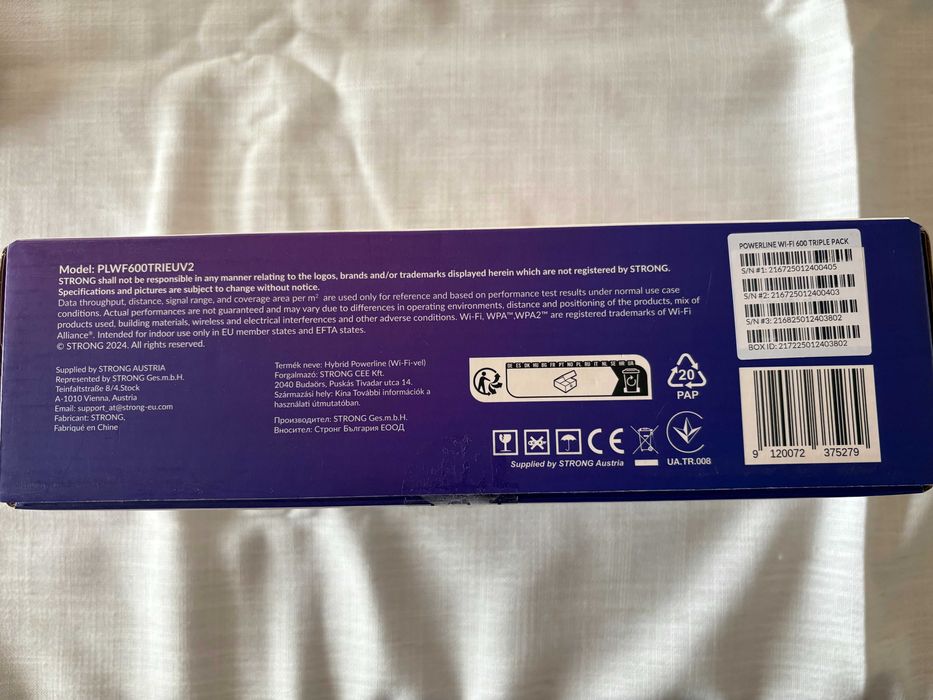 Model: PLWF600TRIEUV2
STRONG shall not be responsible in any manner relating to the logos, brands and/or trademarks displayed herein which are not registered by STRONG.
Specifications and pictures are subject to change without notice.
Data throughput, distance, signal range, and coverage area per m² are used only for reference and based on performance test results under normal use case
conditions. Actual performances are not guaranteed and may vary due to differences in operating environments, distance and positioning of the products, mix of
products used, building materials, wireless and electrical interferences and other adverse conditions. Wi-Fi, WPA™,WPA2™ are registered trademarks of Wi-Fi
Alliance®. Intended for indoor use only in EU member states and EFTA states.
© STRONG 2024. All rights reserved.
Supplied by STRONG AUSTRIA
Represented by STRONG Ges.m.b.H.
Teinfaltstraße 8/4.Stock
A-1010 Vienna, Austria
Email: support_at@strong-eu.com
Fabricant: STRONG,
Fabriqué en Chine
Termék neve: Hybrid Powerline (Wi-Fi-vel)
Forgalmazó: STRONG CEE Kft.
2040 Budaörs, Puskás Tivadar utca 14.
Származási hely: Kína További információk a
használati útmutatóban.
Производител: STRONG Ges.m.b.H.
Вносител: Стронг България ЕООД
20
PAP
CE
Supplied by STRONG Austria
UA.TR.008
POWERLINE WI-FI 600 TRIPLE PACK
S/N #1: 216725012400405
S/N #2: 216725012400403
S/N #3: 216825012403802
BOX ID: 217225012403802
9 120072 375279